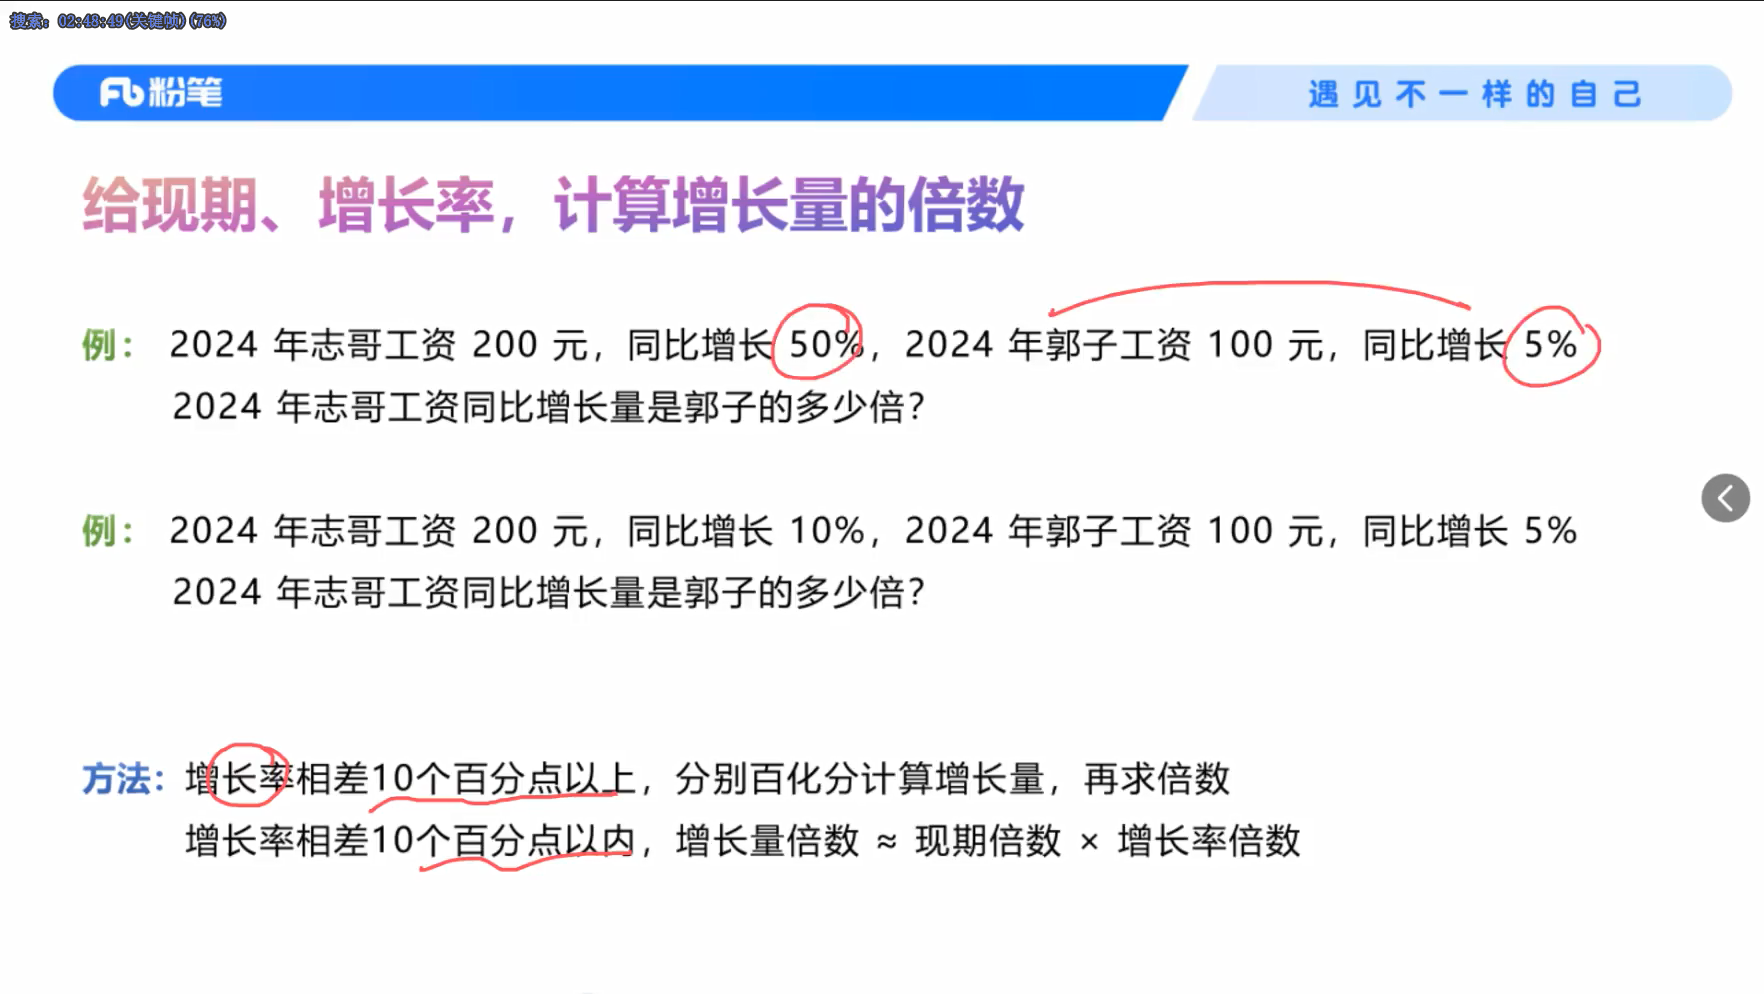 搜索: 02:48:49(关键帧)(76%)
粉笔
遇见不一样的自己
给现期、增长率，计算增长量的倍数
例： 2024 年志哥工资 200 元，同比增长 50%，2024 年郭子工资 100 元，同比增长 5%
2024 年志哥工资同比增长量是郭子的多少倍？
例： 2024 年志哥工资 200 元，同比增长 10%，2024 年郭子工资 100 元，同比增长 5%
2024 年志哥工资同比增长量是郭子的多少倍？
方法：增长率相差10个百分点以上，分别百化分计算增长量，再求倍数
增长率相差10个百分点以内，增长量倍数 ≈ 现期倍数 × 增长率倍数